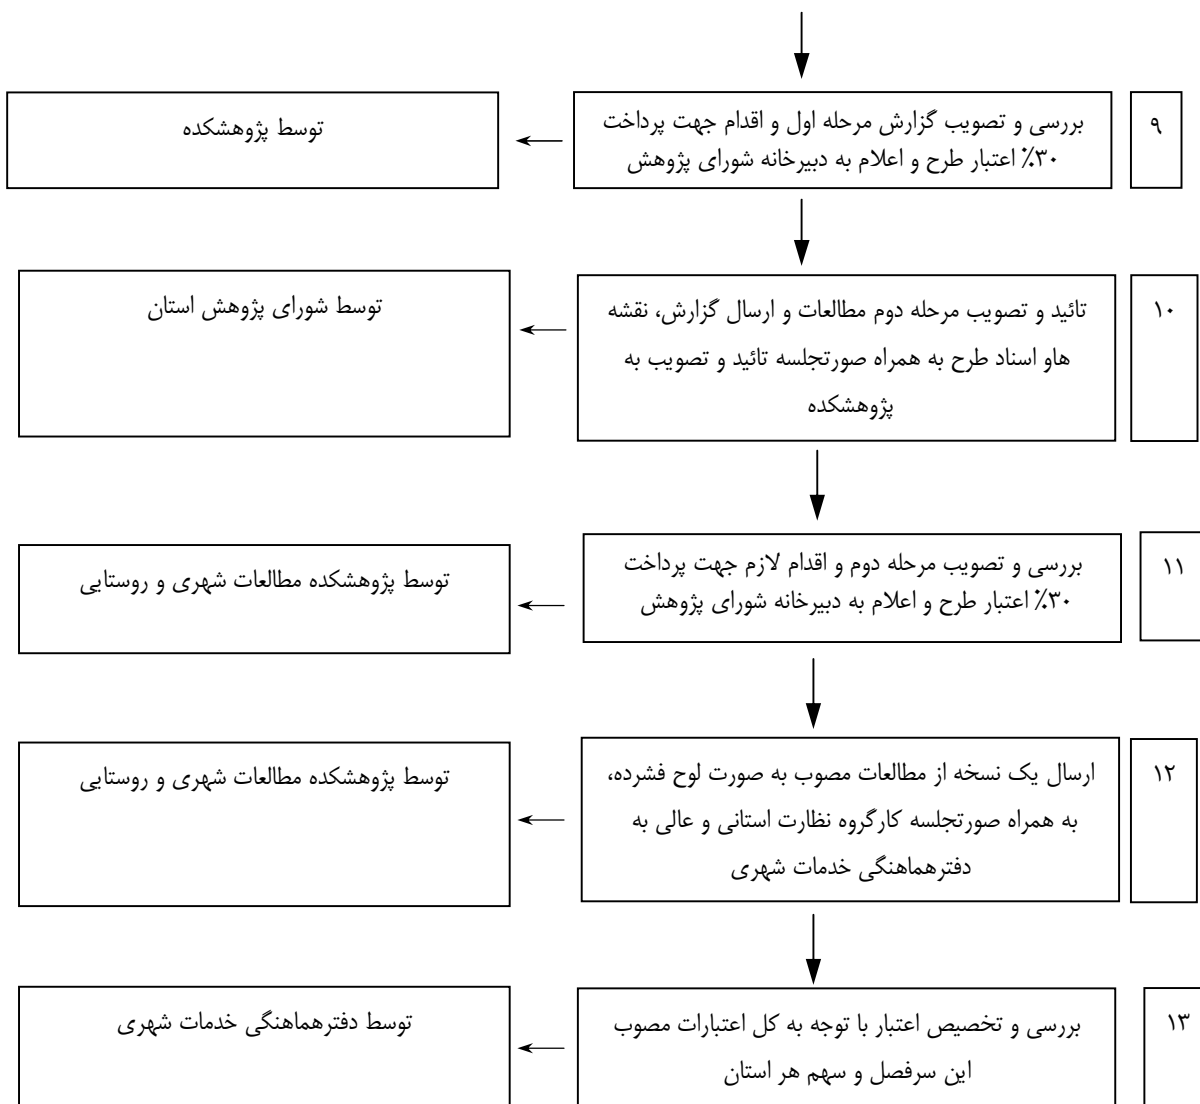 ۹
بررسی و تصویب گزارش مرحله اول و اقدام جهت پرداخت
۳۰٪ اعتبار طرح و اعلام به دبیرخانه شورای پژوهش
توسط پژوهشکده
۱۰
تائید و تصویب مرحله دوم مطالعات و ارسال گزارش، نقشه
هاو اسناد طرح به همراه صورتجلسه تائید و تصویب به
پژوهشکده
توسط شورای پژوهش استان
۱۱
بررسی و تصویب مرحله دوم و اقدام لازم جهت پرداخت
۳۰٪ اعتبار طرح و اعلام به دبیرخانه شورای پژوهش
توسط پژوهشکده مطالعات شهری و روستایی
۱۲
ارسال یک نسخه از مطالعات مصوب به صورت لوح فشرده،
به همراه صورتجلسه کارگروه نظارت استانی و عالی به
دفترهماهنگی خدمات شهری
توسط پژوهشکده مطالعات شهری و روستایی
۱۳
بررسی و تخصیص اعتبار با توجه به کل اعتبارات مصوب
این سرفصل و سهم هر استان
توسط دفترهماهنگی خدمات شهری